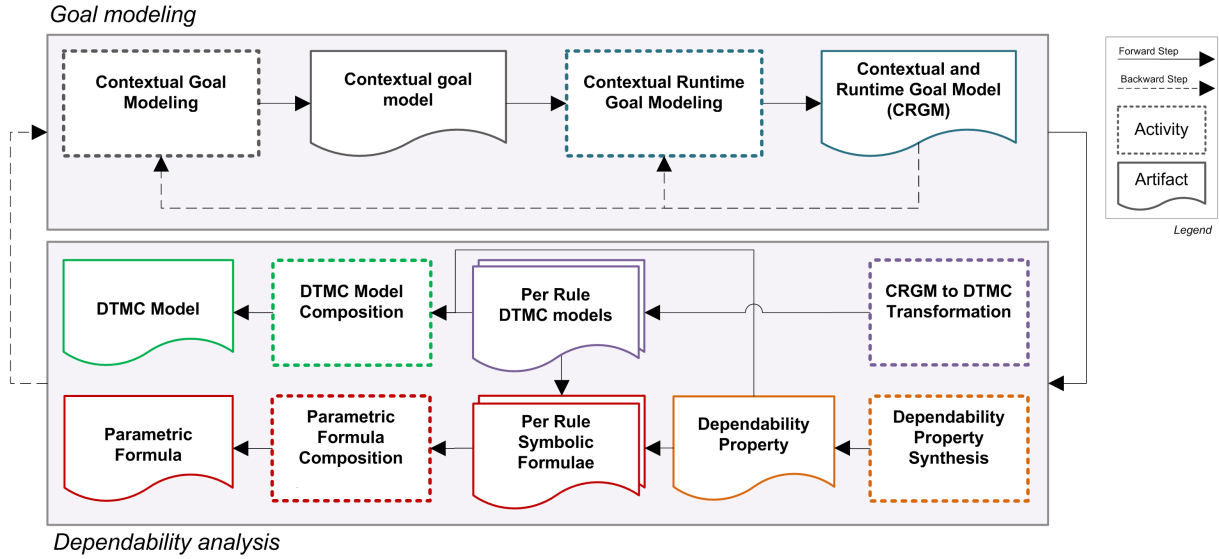 Goal modeling
Contextual Goal
Modeling
Contextual goal
model
Contextual Runtime
Goal Modeling
Contextual and
Runtime Goal Model
(CRGM)
Forward Step
Backward Step
Activity
Artifact
Legend
DTMC Model
DTMC Model
Composition
Per Rule
DTMC models
CRGM to DTMC
Transformation
Parametric
Formula
Parametric
Formula
Composition
Per Rule
Symbolic
Formulae
Dependability
Property
Dependability
Property
Synthesis
Dependability analysis